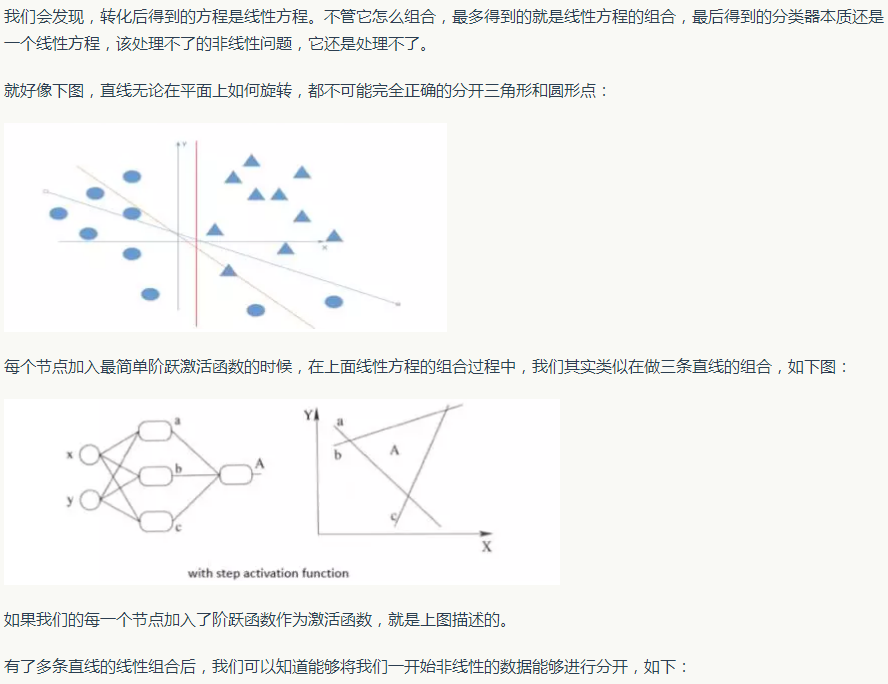 我们会发现，转化后得到的方程是线性方程。不管它怎么组合，最多得到的就是线性方程的组合，最后得到的分类器本质还是
一个线性方程，该处理不了的非线性问题，它还是处理不了。
就好像下图，直线无论在平面上如何旋转，都不可能完全正确的分开三角形和圆形点：
Y
X
每个节点加入最简单阶跃激活函数的时候，在上面线性方程的组合过程中，我们其实类似在做三条直线的组合，如下图：
x
y
a
b
c
A
Y
a
b
A
c
X
with step activation function
如果我们的每一个节点加入了阶跃函数作为激活函数，就是上图描述的。
有了多条直线的线性组合后，我们可以知道能够将我们一开始非线性的数据能够进行分开，如下：